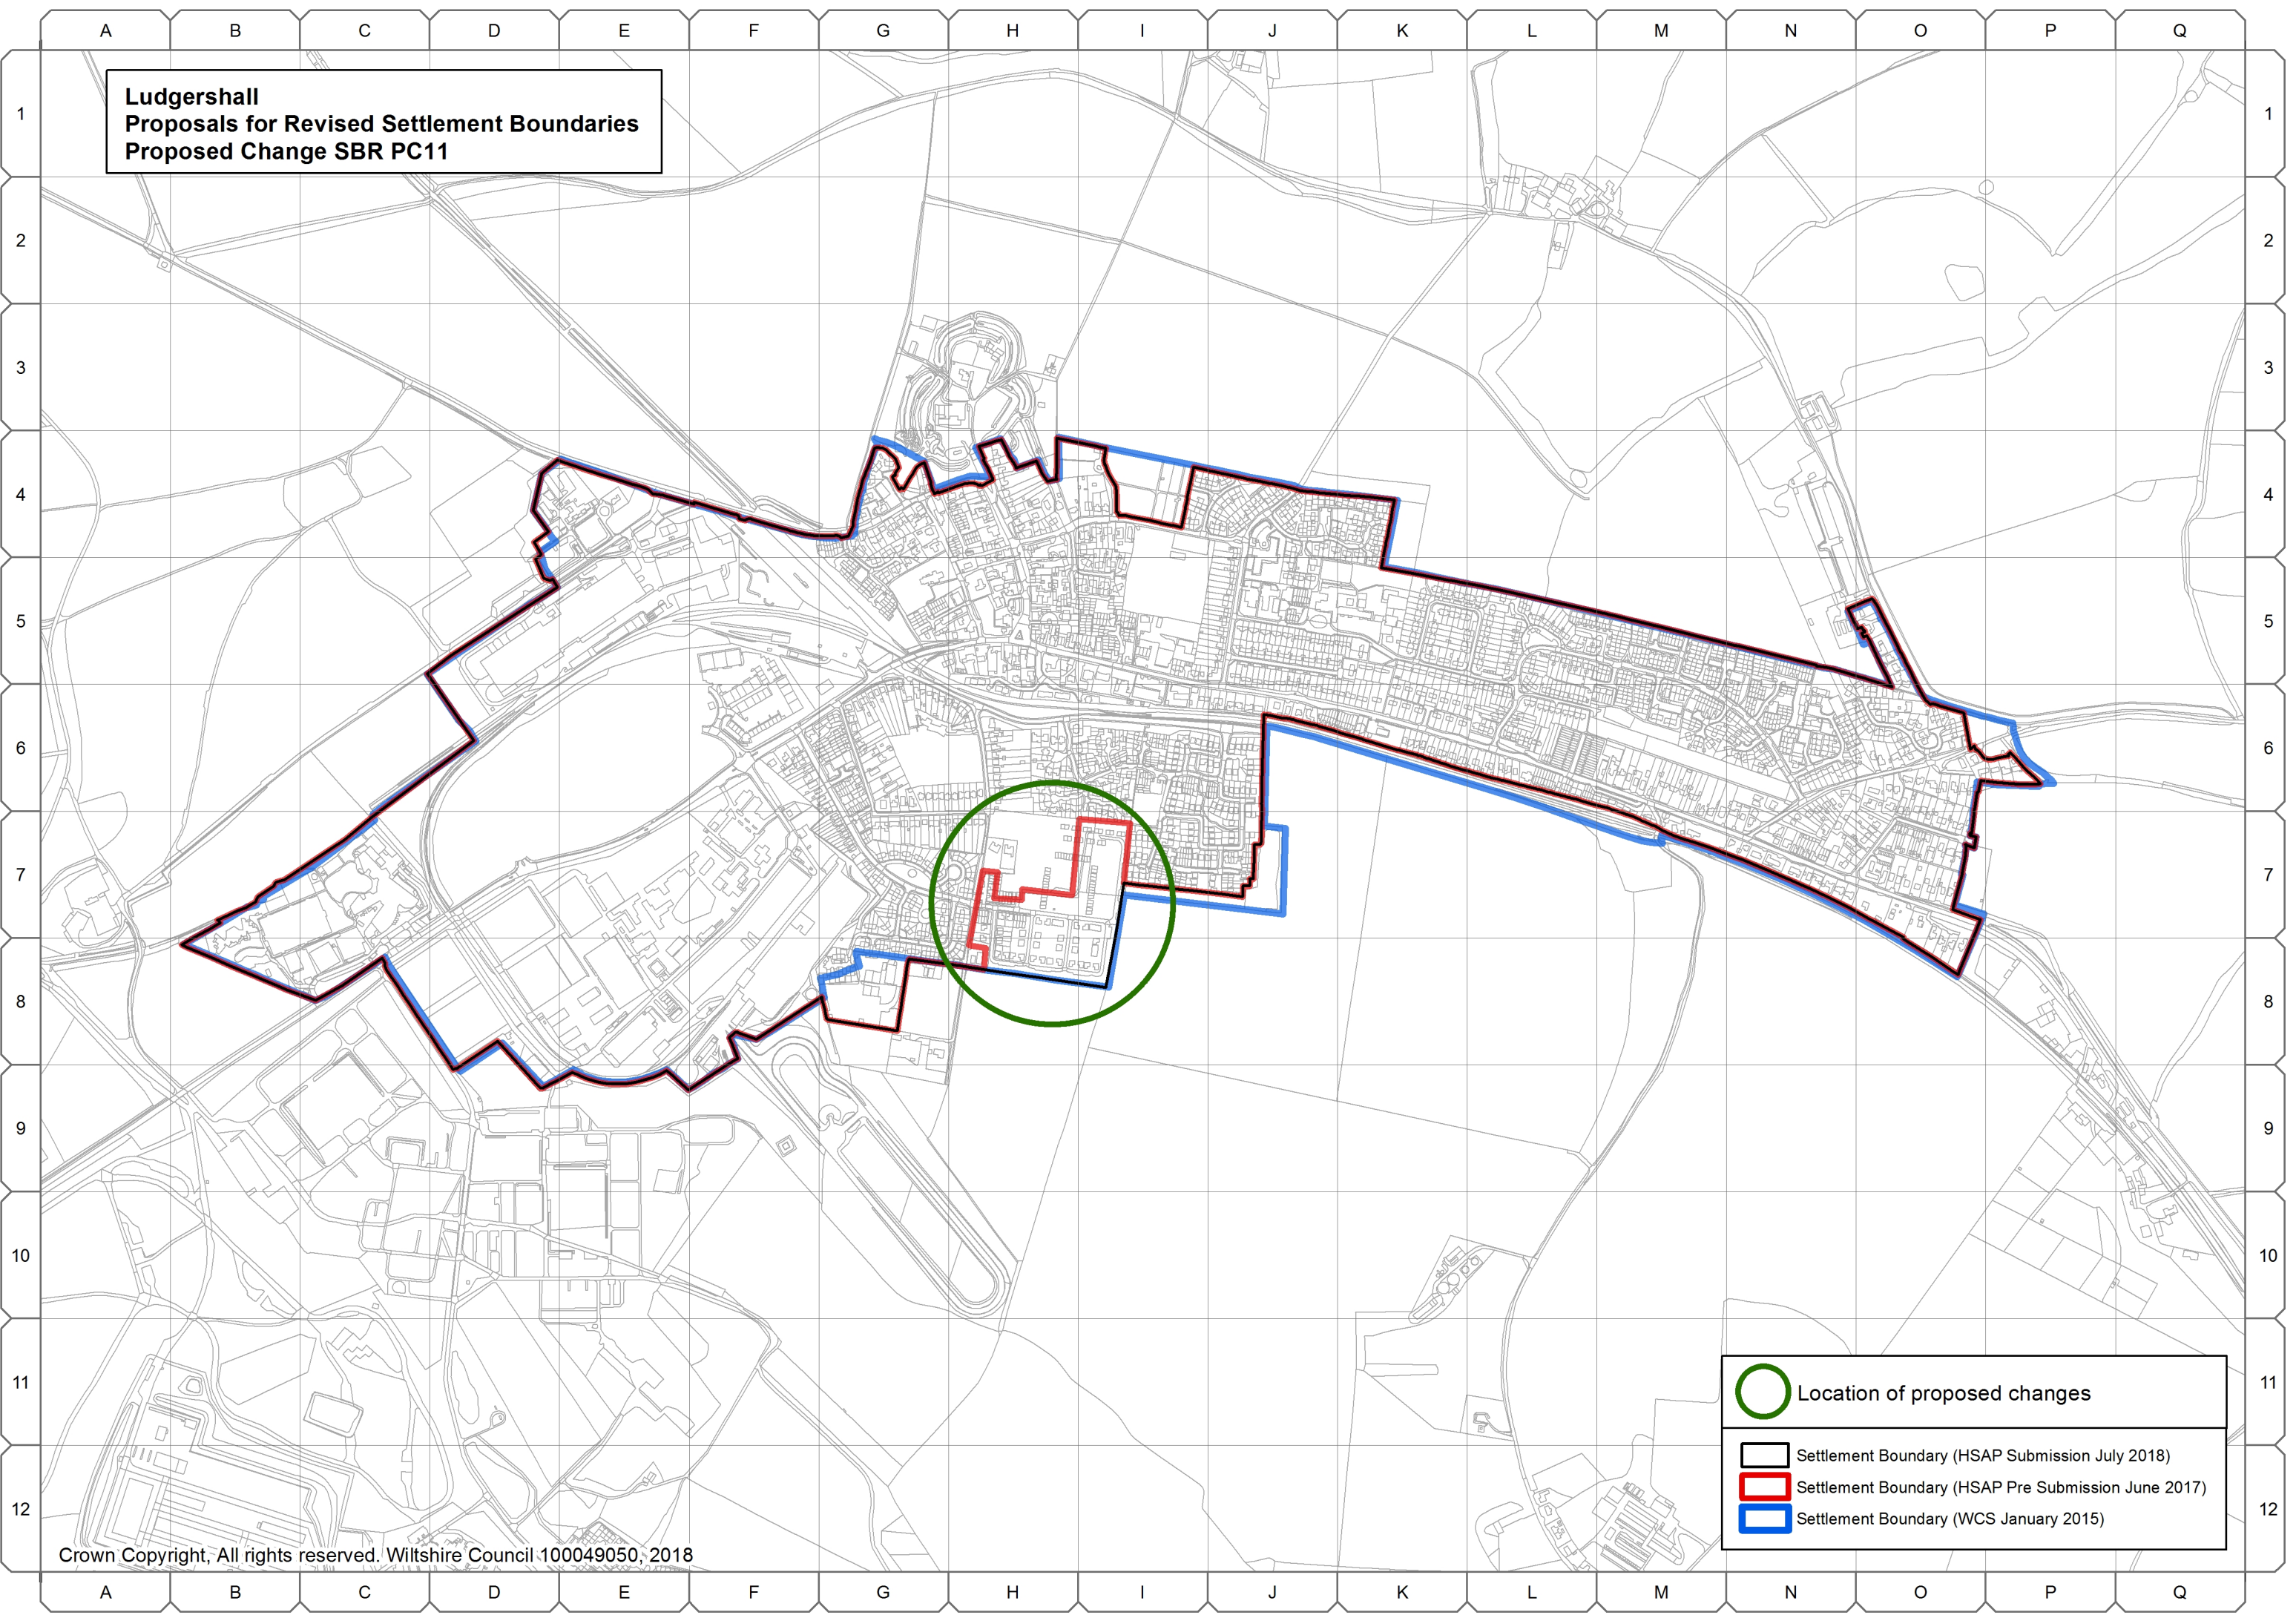 A B C D E F G H I J K L M N O P Q
Ludgershall
Proposals for Revised Settlement Boundaries
Proposed Change SBR PC11
1 1
2 2
3 3
4 4
5 5
6 6
7 7
8 8
9 9
10 10
11 11
12 12
Location of proposed changes
Settlement Boundary (HSAP Submission July 2018)
Settlement Boundary (HSAP Pre Submission June 2017)
Settlement Boundary (WCS January 2015)
Crown Copyright, All rights reserved. Wiltshire Council 100049050, 2018
A B C D E F G H I J K L M N O P Q